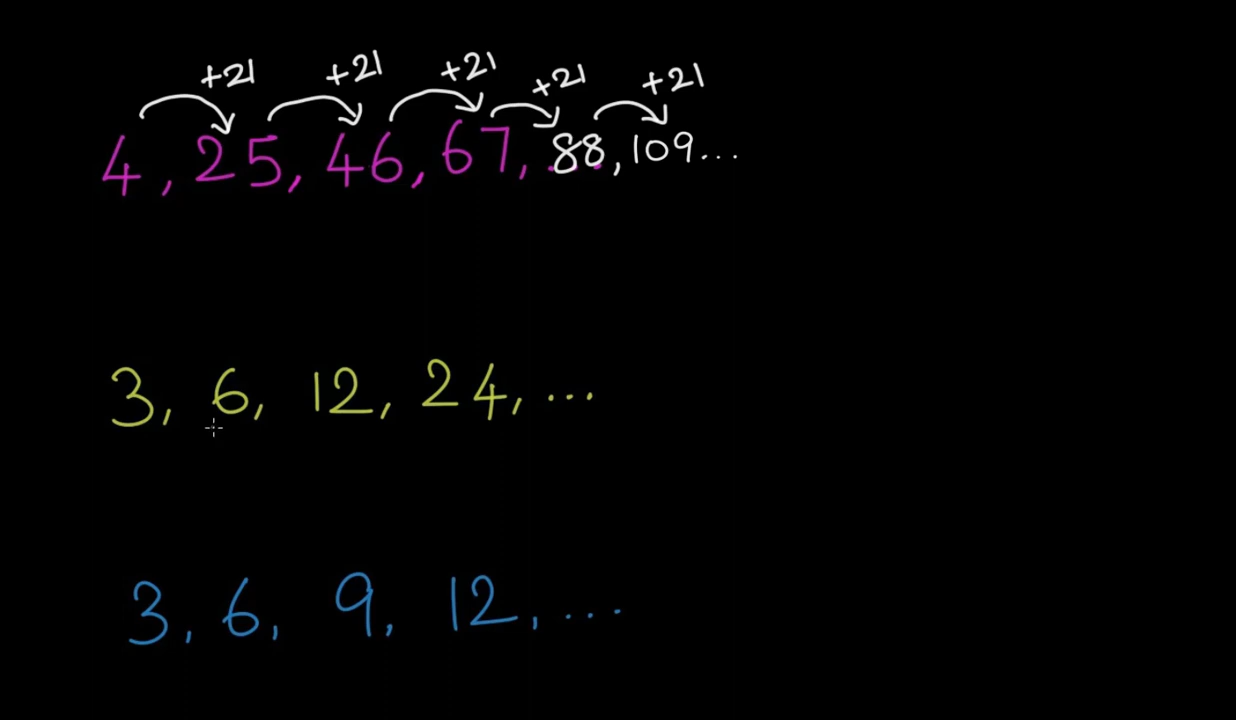 +21 +21 +21 +21 +21
4, 25, 46, 67, 88, 109...
3, 6, 12, 24, ...
3, 6, 9, 12, ...